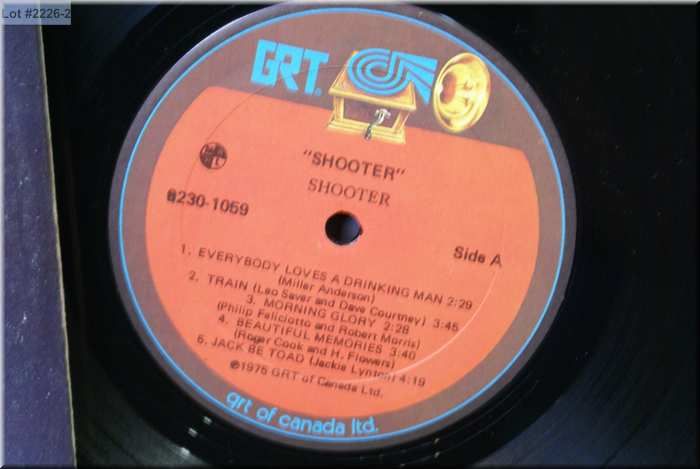 Lot #2226-2
GRT®
"SHOOTER"
SHOOTER
9230-1059
Side A
1. EVERYBODY LOVES A DRINKING MAN 2:29
(Miller Anderson)
2. TRAIN (Leo Sayer and Dave Courtney) 3:45
3. MORNING GLORY 2:28
(Philip Feliciotto and Robert Morris)
4. BEAUTIFUL MEMORIES 3:40
(Roger Cook and H. Flowers)
5. JACK BE TOAD (Jackie Lynton) 4:19
℗1975 GRT of Canada Ltd.
grt of canada ltd.